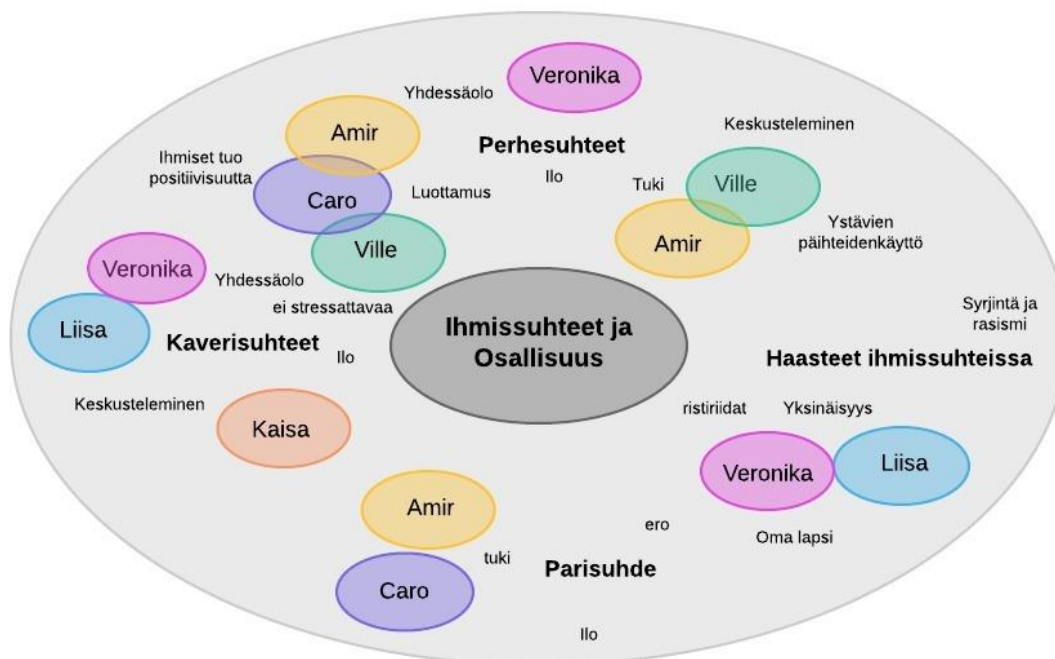 Veronika
Yhdessäolo
Amir
Keskusteleminen
Perhesuhteet
Ihmiset tuo
positiivisuutta
Ilo
Tuki
Ville
Caro
Luottamus
Ystävien
päihteidenkäyttö
Amir
Ville
Veronika
Yhdessäolo
ei stressattavaa
Syrjintä ja
rasismi
Liisa
Kaverisuhteet
Ilo
Ihmissuhteet ja
Osallisuus
Haasteet ihmissuhteissa
Keskusteleminen
Kaisa
ristiriidat
Yksinäisyys
Veronika
Liisa
Amir
ero
Oma lapsi
tuki
Parisuhde
Caro
Ilo